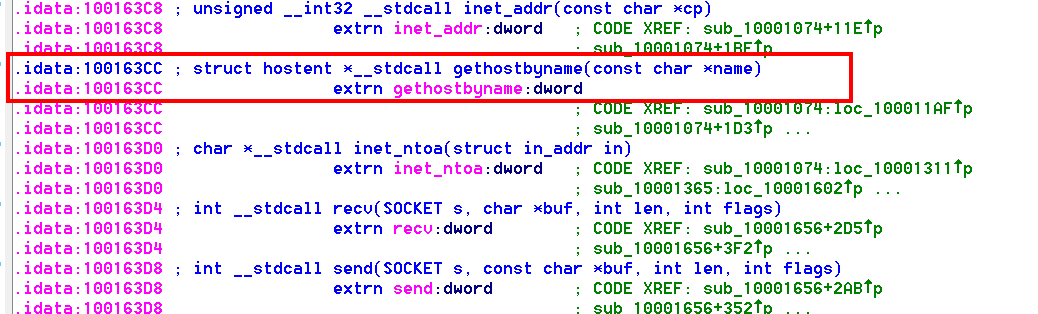 .idata:100163C8 ; unsigned __int32 __stdcall inet_addr(const char *cp)
.idata:100163C8 extrn inet_addr:dword ; CODE XREF: sub_10001074+11E↑p
.idata:100163C8 ; sub_10001074+1BF↑p
.idata:100163CC ; struct hostent *__stdcall gethostbyname(const char *name)
.idata:100163CC extrn gethostbyname:dword
.idata:100163CC ; CODE XREF: sub_10001074:loc_100011AF↑p
.idata:100163CC ; sub_10001074+1D3↑p ...
.idata:100163D0 ; char *__stdcall inet_ntoa(struct in_addr in)
.idata:100163D0 extrn inet_ntoa:dword ; CODE XREF: sub_10001074:loc_10001311↑p
.idata:100163D0 ; sub_10001365:loc_10001602↑p ...
.idata:100163D4 ; int __stdcall recv(SOCKET s, char *buf, int len, int flags)
.idata:100163D4 extrn recv:dword ; CODE XREF: sub_10001656+2D5↑p
.idata:100163D4 ; sub_10001656+3F2↑p ...
.idata:100163D8 ; int __stdcall send(SOCKET s, const char *buf, int len, int flags)
.idata:100163D8 extrn send:dword ; CODE XREF: sub_10001656+2AB↑p
.idata:100163D8 ; sub_10001656+352↑p ...